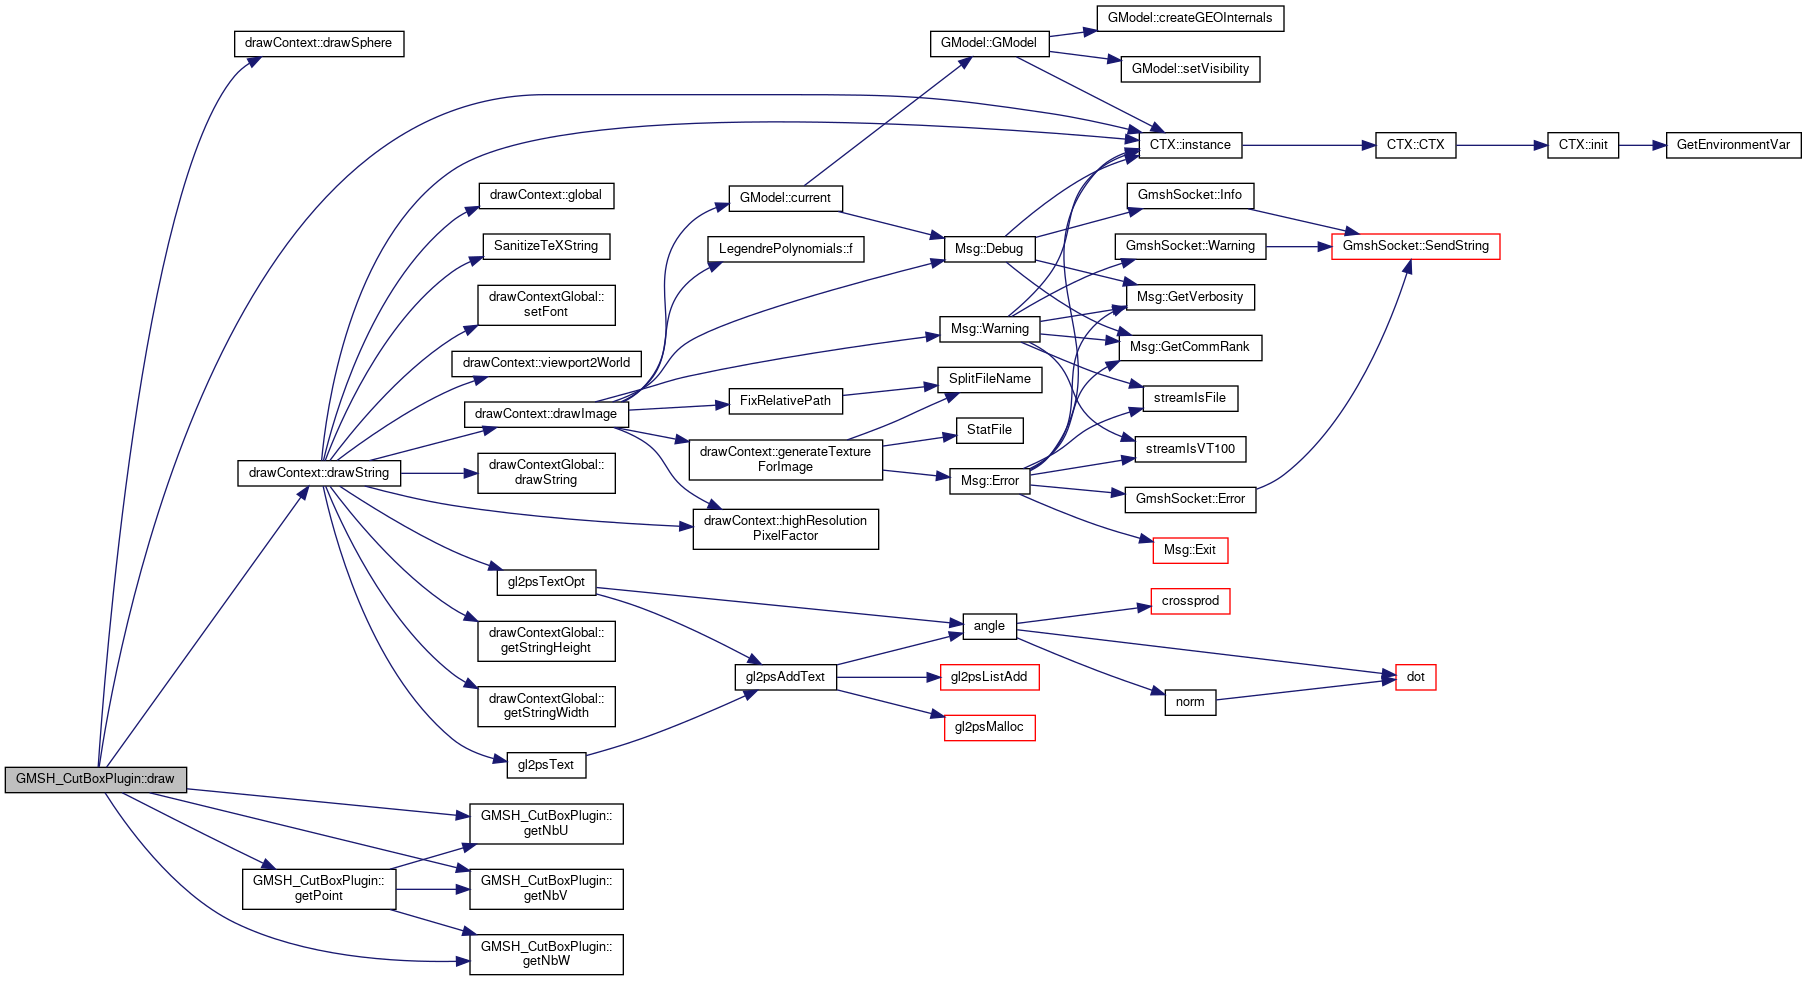 GMSH_CutBoxPlugin::draw
drawContext::drawSphere
drawContext::drawString
GMSH_CutBoxPlugin::
getPoint
drawContext::global
SanitizeTeXString
drawContextGlobal::
setFont
drawContext::viewport2World
drawContext::drawImage
drawContextGlobal::
drawString
gl2psTextOpt
drawContextGlobal::
getStringHeight
drawContextGlobal::
getStringWidth
gl2psText
GMSH_CutBoxPlugin::
getNbU
GMSH_CutBoxPlugin::
getNbV
GMSH_CutBoxPlugin::
getNbW
GModel::current
LegendrePolynomials::f
FixRelativePath
drawContext::generateTexture
ForImage
drawContext::highResolution
PixelFactor
gl2psAddText
GModel::GModel
Msg::Debug
Msg::Warning
SplitFileName
StatFile
Msg::Error
angle
gl2psListAdd
gl2psMalloc
GModel::createGEOInternals
GModel::setVisibility
CTX::instance
GmshSocket::Info
GmshSocket::Warning
Msg::GetVerbosity
Msg::GetCommRank
streamIsFile
streamIsVT100
GmshSocket::Error
Msg::Exit
crossprod
norm
CTX::CTX
GmshSocket::SendString
dot
CTX::init
GetEnvironmentVar